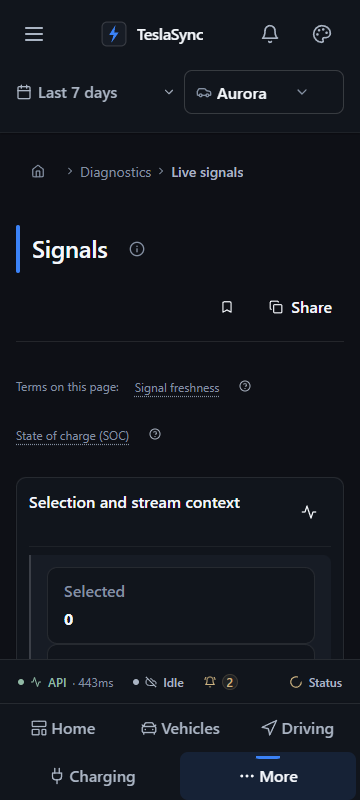 TeslaSync
Last 7 days
Aurora
Diagnostics
Live signals
Signals
Share
Terms on this page: Signal freshness
State of charge (SOC)
Selection and stream context
Selected
0
API · 443ms
Idle
2
Status
Home
Vehicles
Driving
Charging
More